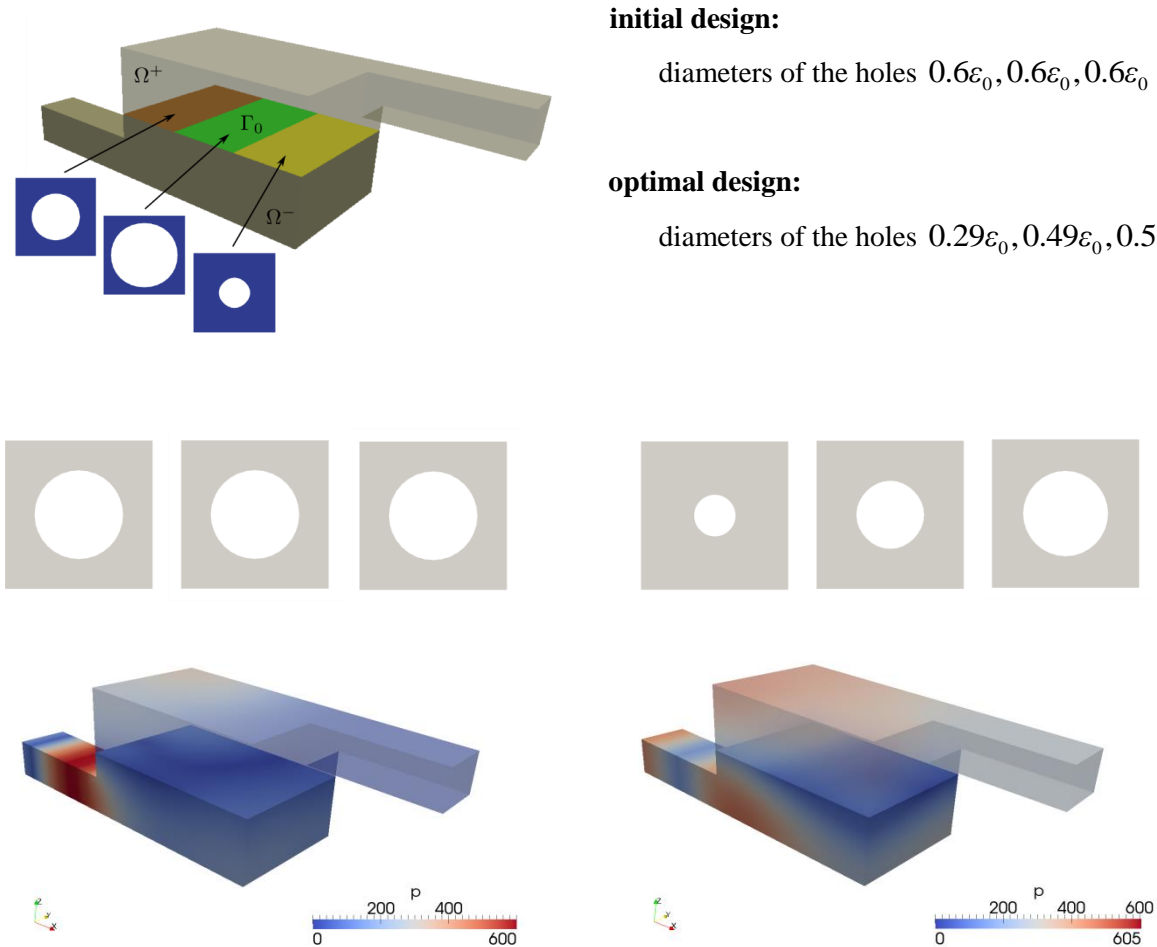 initial design:
diameters of the holes 0.6ε₀, 0.6ε₀, 0.6ε₀
optimal design:
diameters of the holes 0.29ε₀, 0.49ε₀, 0.5
Ω⁺
Γ₀
Ω⁻
p
200 400
0 600
z
y
x
p
200 400 600
0 605
z
y
x